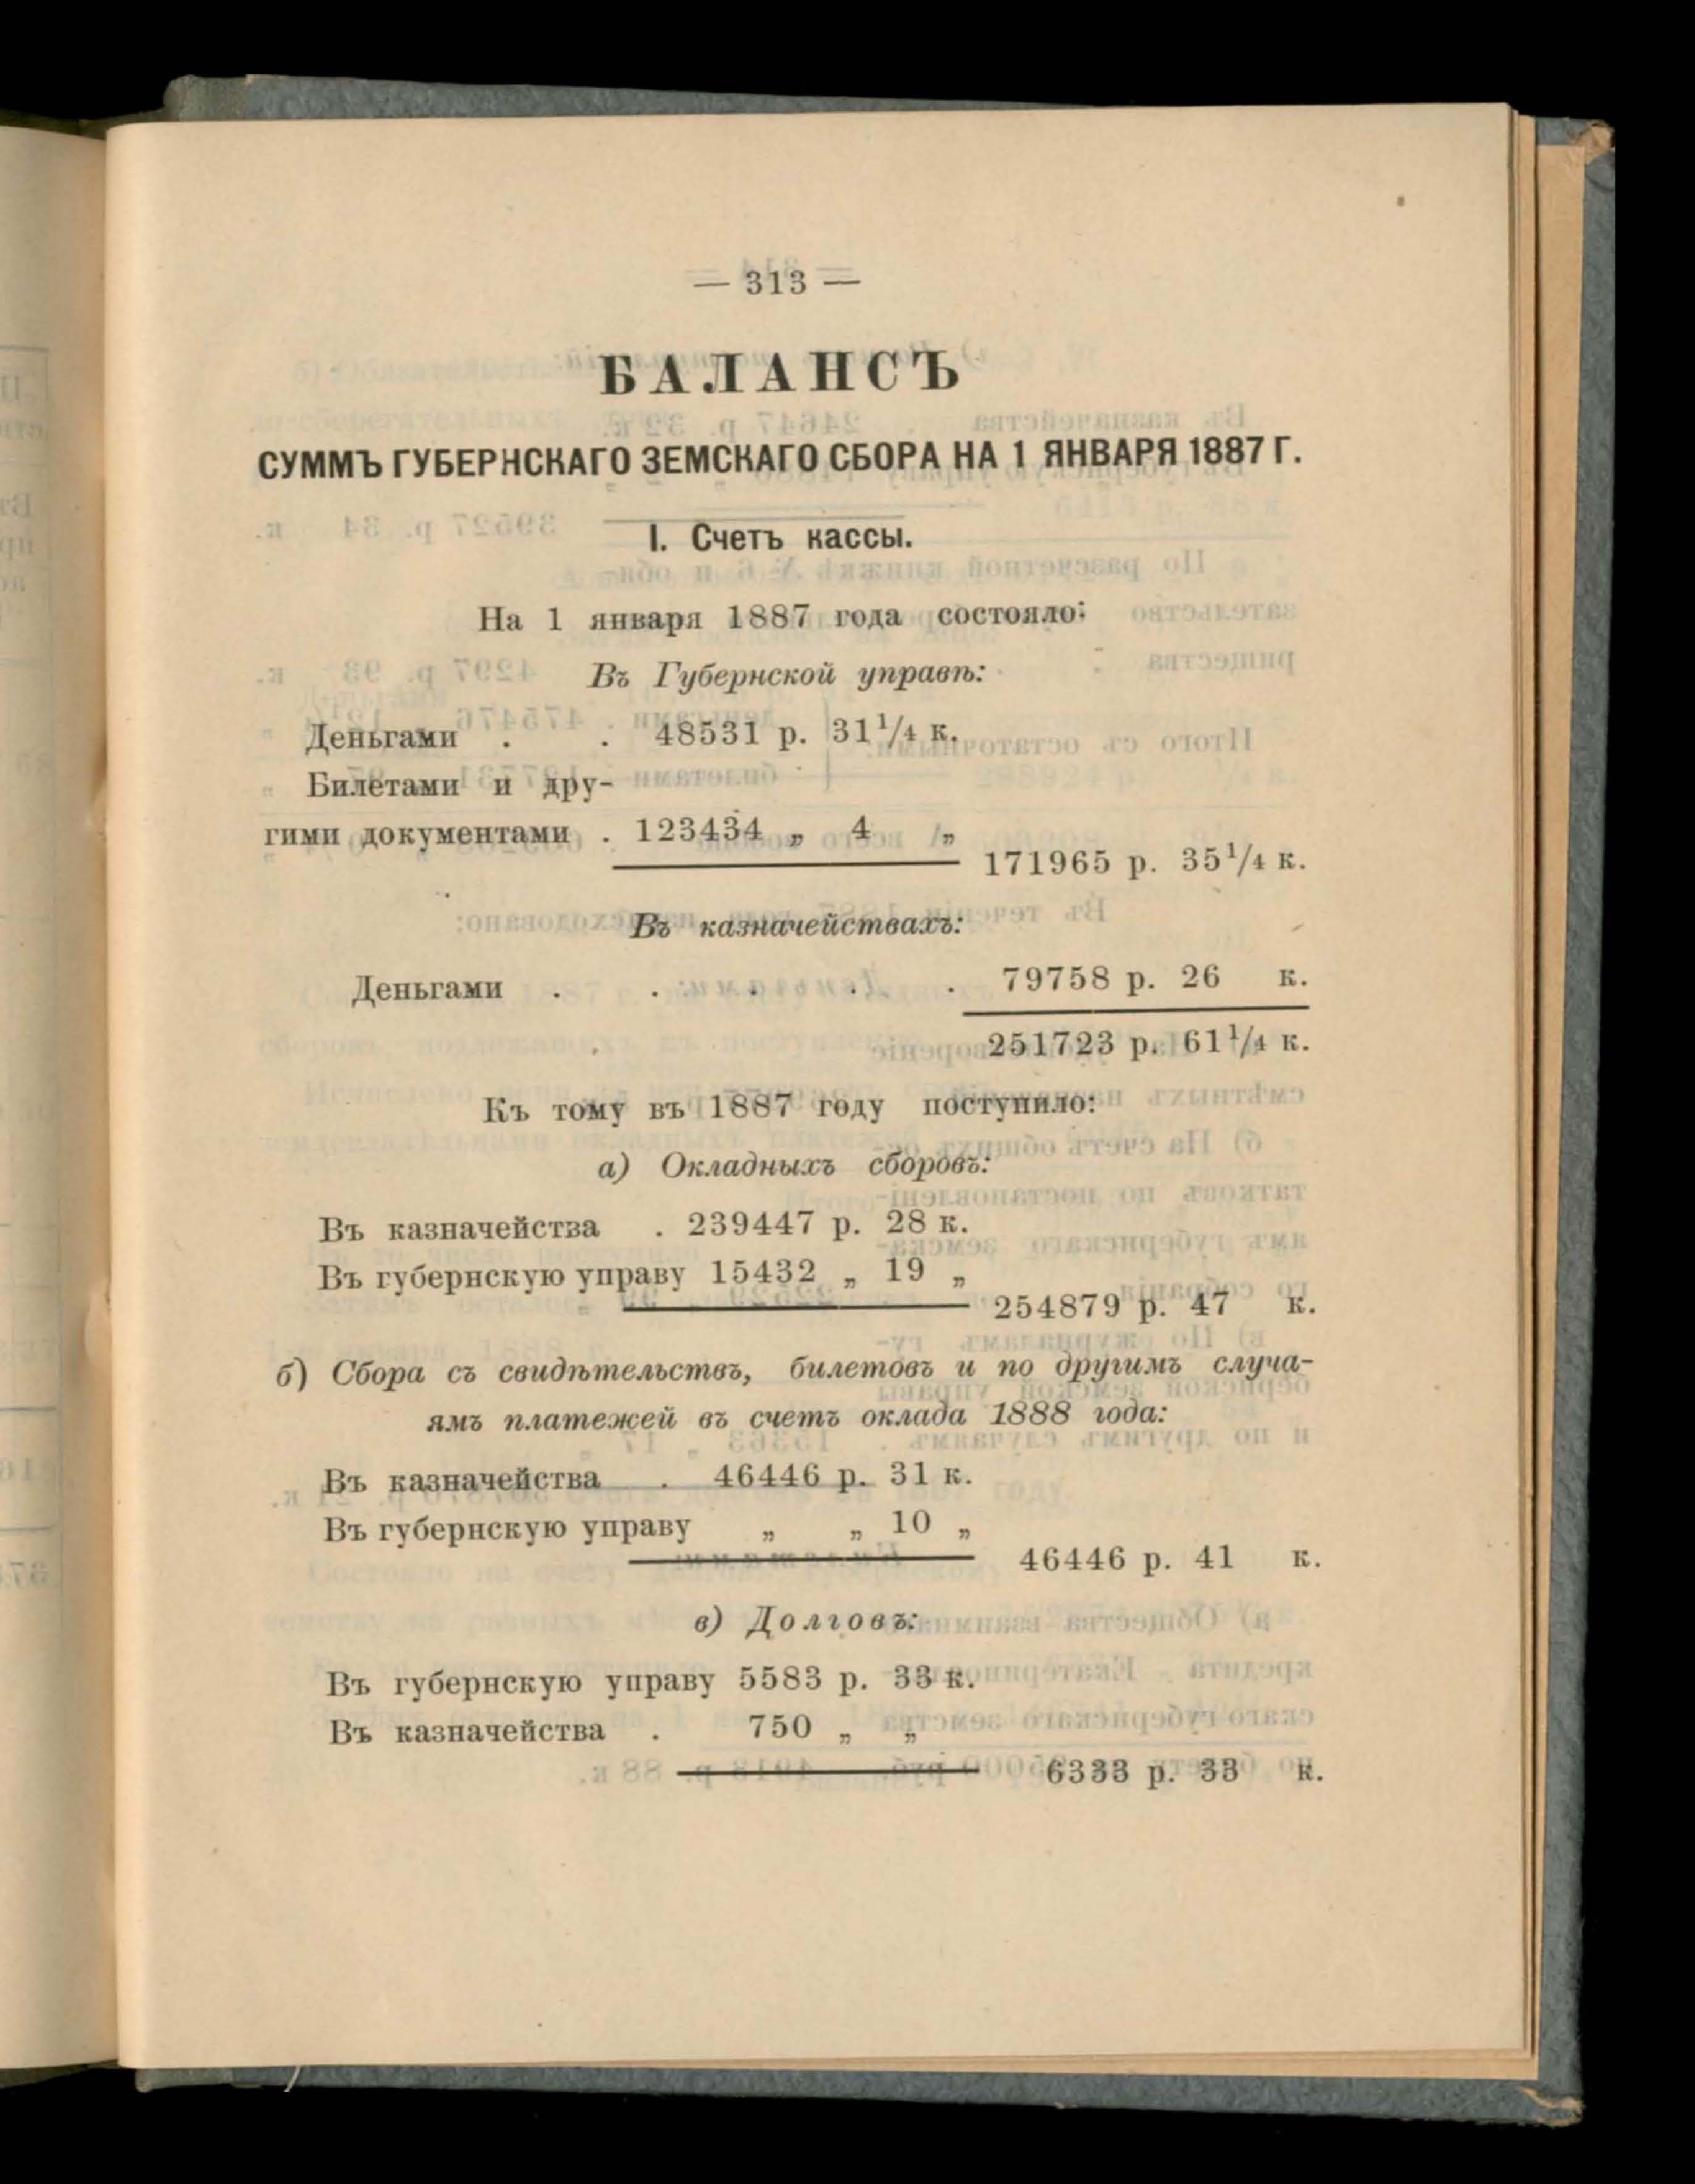 — 313 —
БАЛАНСЪ
СУММЪ ГУБЕРНСКАГО ЗЕМСКАГО СБОРА НА 1 ЯНВАРЯ 1887 Г.
I. Счетъ кассы.
На 1 января 1887 года состояло:
Въ Губернской управѣ:
Деньгами . . 48531 р. 31¼ к.
Билетами и дру-
гими документами . 123434 „ 4 „
171965 р. 35¼ к.
Въ казначействахъ:
Деньгами . . . . . 79758 р. 26 к.
251723 р. 61¼ к.
Къ тому въ 1887 году поступило:
а) Окладныхъ сборовъ:
Въ казначейства . 239447 р. 28 к.
Въ губернскую управу 15432 „ 19 „
254879 р. 47 к.
б) Сбора съ свидѣтельствъ, билетовъ и по другимъ случа-
ямъ платежей въ счетъ оклада 1888 года:
Въ казначейства . 46446 р. 31 к.
Въ губернскую управу „ „ 10 „
46446 р. 41 к.
в) Долговъ:
Въ губернскую управу 5583 р. 33 к.
Въ казначейства . 750 „ „
6333 р. 33 к.